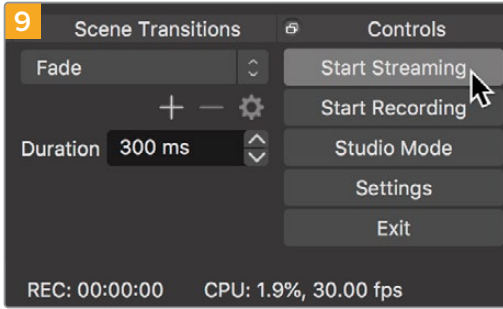 9
Scene Transitions
Controls
Fade
Start Streaming
Start Recording
Duration 300 ms
Studio Mode
Settings
Exit
REC: 00:00:00 CPU: 1.9%, 30.00 fps